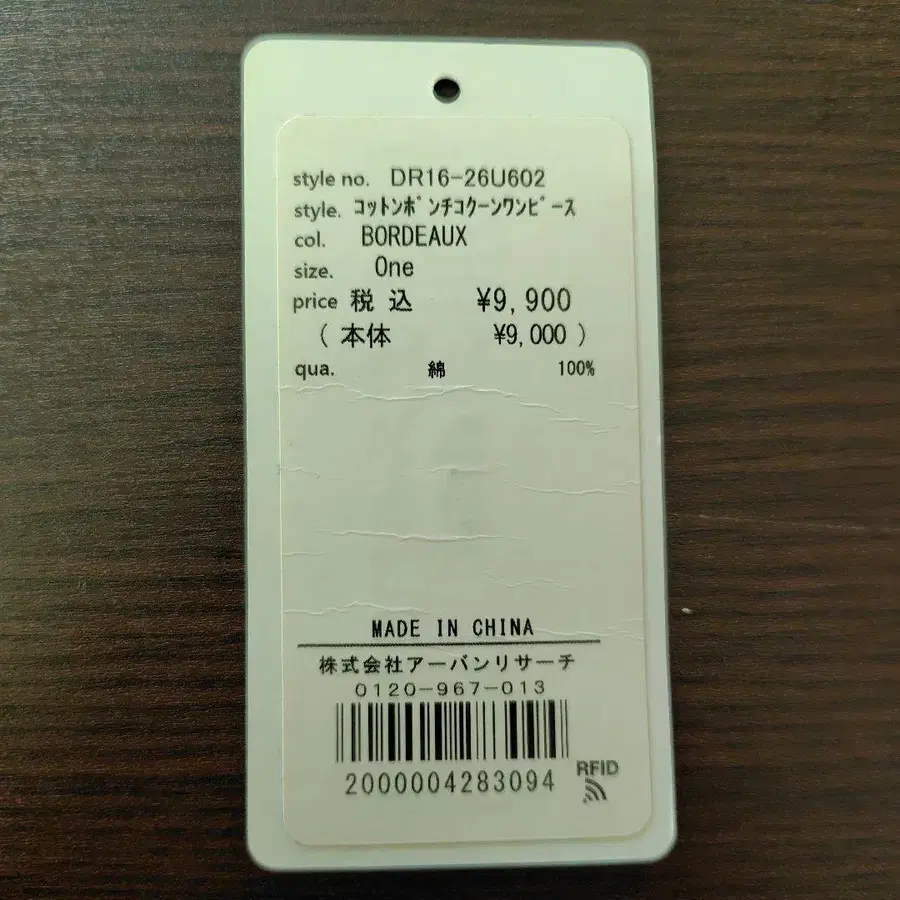 style no. DR16-26U602
style. コットンポンチコクーンワンピース
col. BORDEAUX
size. One
price 税込 ¥9,900
( 本体 ¥9,000 )
qua. 綿 100%
MADE IN CHINA
株式会社アーバンリサーチ
0120-967-013
2000004283094
RFID